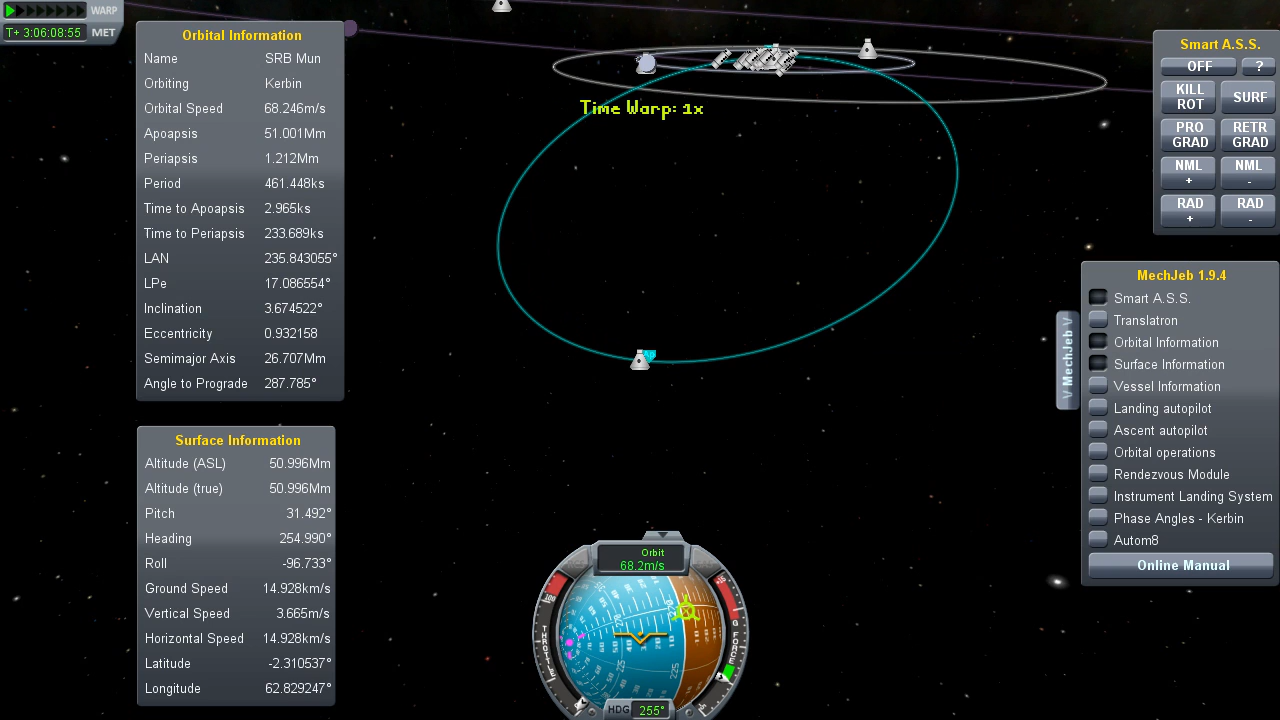 WARP
T+ 3:06:08:55 MET
Orbital Information
Name SRB Mun
Orbiting Kerbin
Orbital Speed 68.246m/s
Apoapsis 51.001Mm
Periapsis 1.212Mm
Period 461.448ks
Time to Apoapsis 2.965ks
Time to Periapsis 233.689ks
LAN 235.843055°
LPe 17.086554°
Inclination 3.674522°
Eccentricity 0.932158
Semimajor Axis 26.707Mm
Angle to Prograde 287.785°
Surface Information
Altitude (ASL) 50.996Mm
Altitude (true) 50.996Mm
Pitch 31.492°
Heading 254.990°
Roll -96.733°
Ground Speed 14.928km/s
Vertical Speed 3.665m/s
Horizontal Speed 14.928km/s
Latitude -2.310537°
Longitude 62.829247°
Time Warp: 1x
Ap
Orbit
68.2m/s
THROTTLE
G FORCE
HDG 255°
Smart A.S.S.
OFF ?
KILL ROT SURF
PRO GRAD RETR GRAD
NML + NML -
RAD + RAD -
V MechJeb V
MechJeb 1.9.4
Smart A.S.S.
Translatron
Orbital Information
Surface Information
Vessel Information
Landing autopilot
Ascent autopilot
Orbital operations
Rendezvous Module
Instrument Landing System
Phase Angles - Kerbin
Autom8
Online Manual